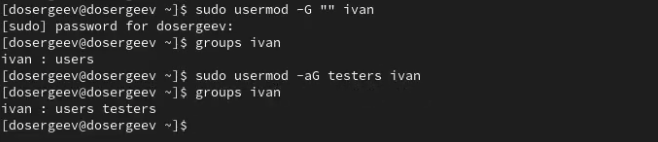 [dosergeev@dosergeev ~]$ sudo usermod -G "" ivan
[sudo] password for dosergeev:
[dosergeev@dosergeev ~]$ groups ivan
ivan : users
[dosergeev@dosergeev ~]$ sudo usermod -aG testers ivan
[dosergeev@dosergeev ~]$ groups ivan
ivan : users testers
[dosergeev@dosergeev ~]$